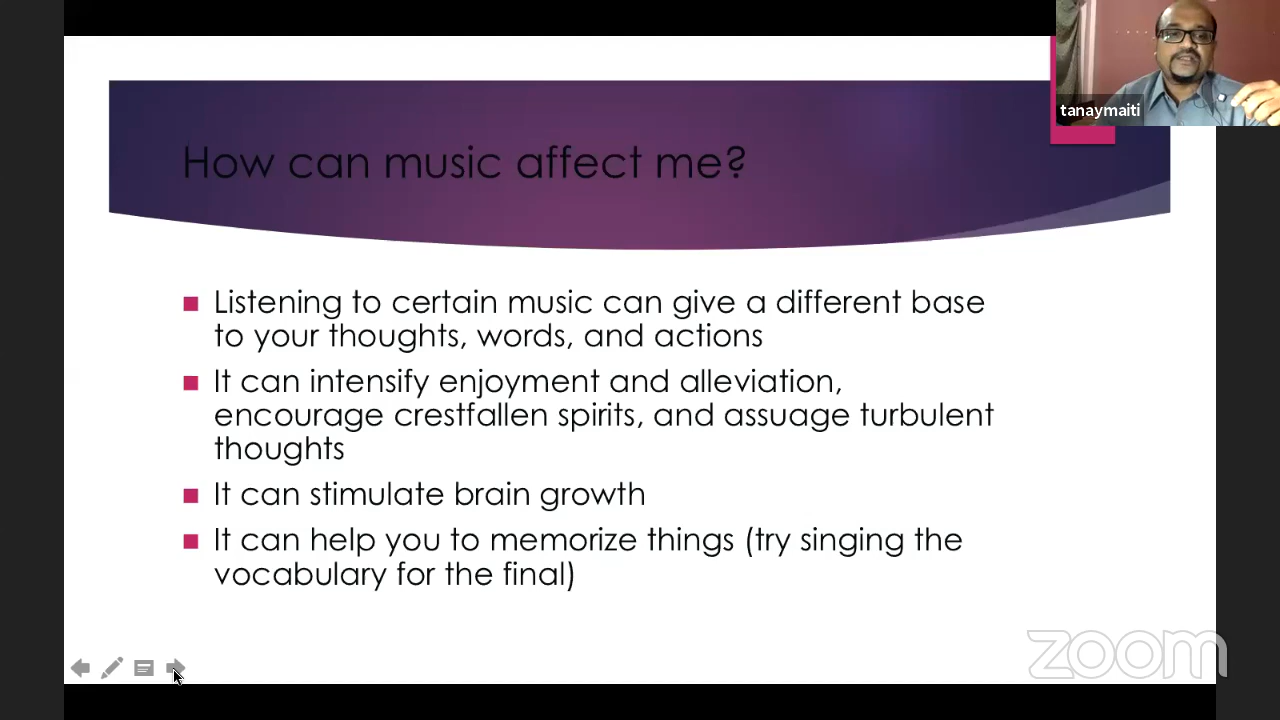 tanaymaiti
How can music affect me?
Listening to certain music can give a different base
to your thoughts, words, and actions
It can intensify enjoyment and alleviation,
encourage crestfallen spirits, and assuage turbulent
thoughts
It can stimulate brain growth
It can help you to memorize things (try singing the
vocabulary for the final)
zoom